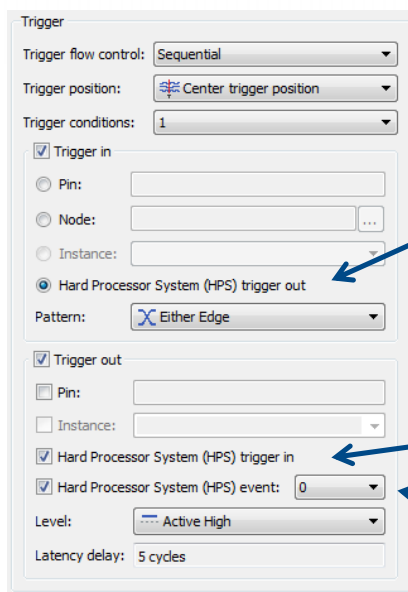 Trigger
Trigger flow control: Sequential
Trigger position: Center trigger position
Trigger conditions: 1
Trigger in
Pin:
Node: ...
Instance:
Hard Processor System (HPS) trigger out
Pattern: Either Edge
Trigger out
Pin:
Instance:
Hard Processor System (HPS) trigger in
Hard Processor System (HPS) event: 0
Level: Active High
Latency delay: 5 cycles